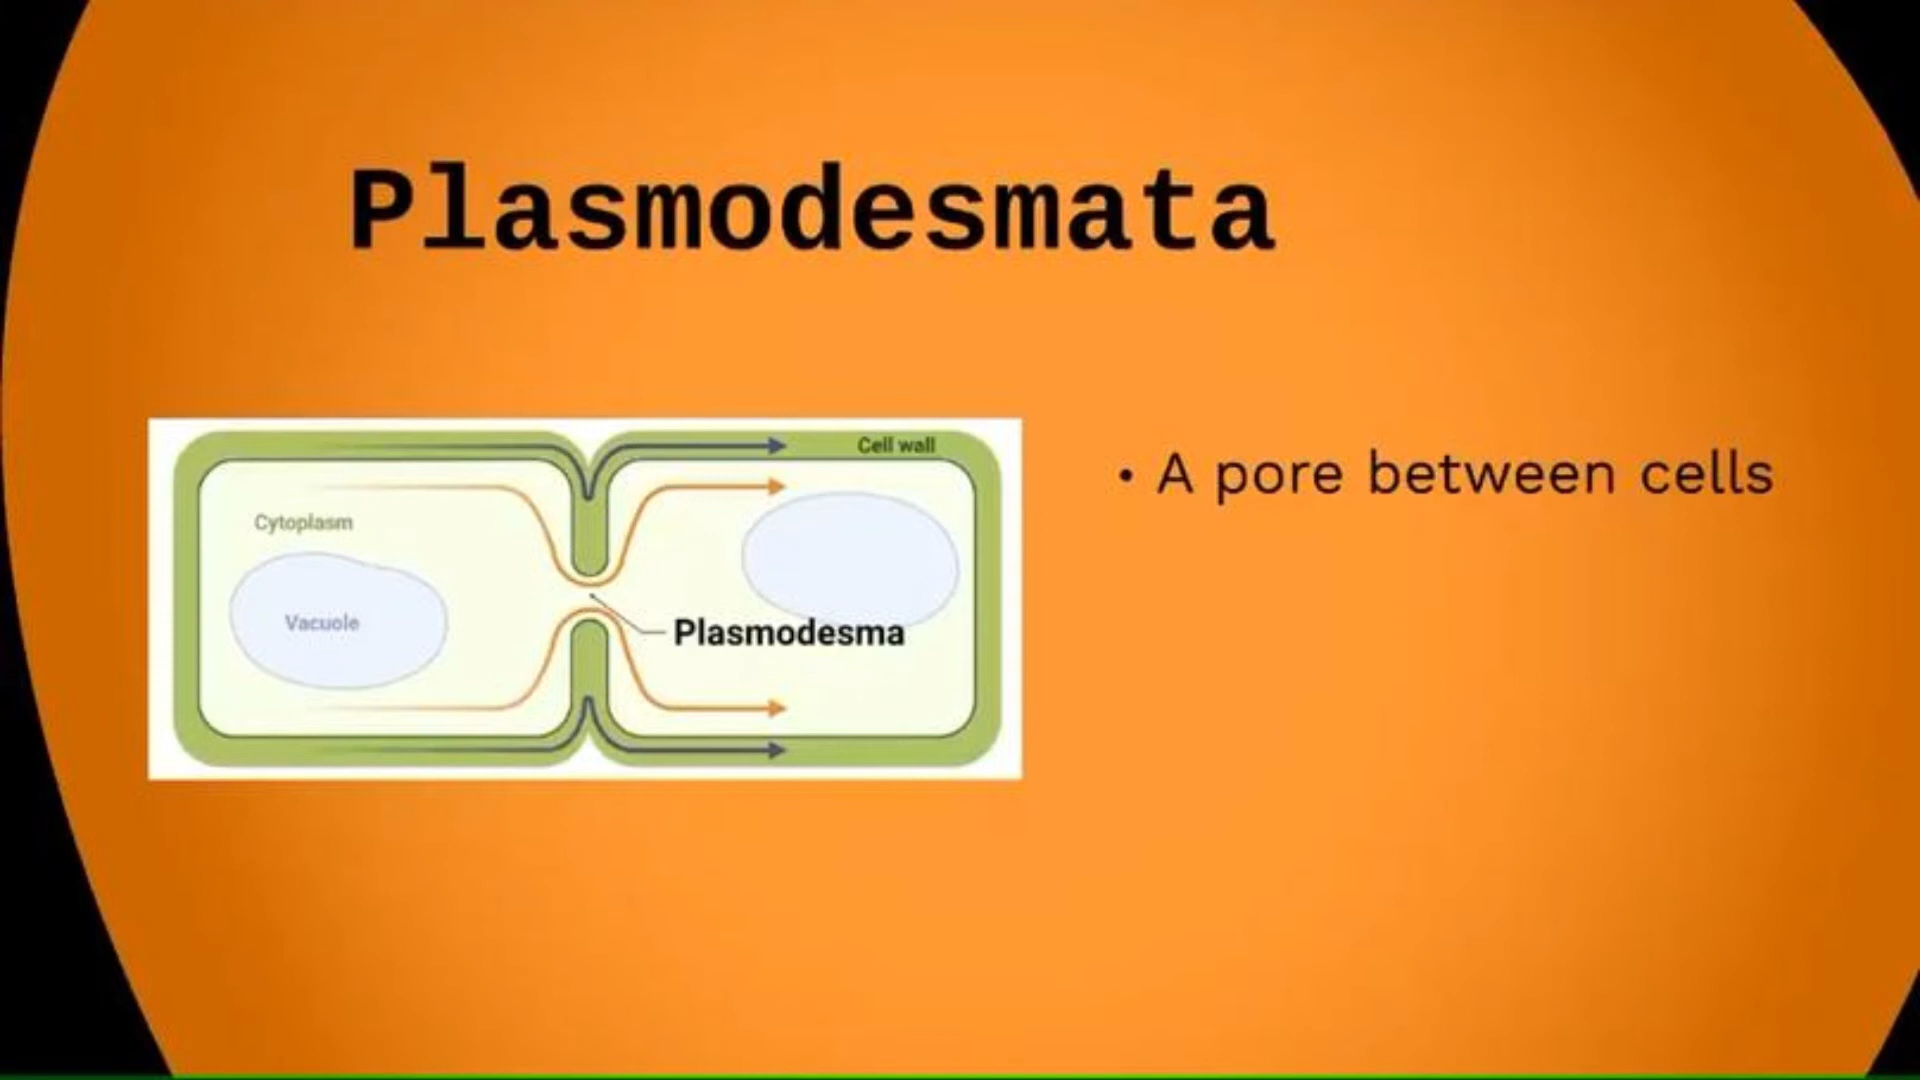 Plasmodesmata
Cell wall
Cytoplasm
Vacuole
Plasmodesma
• A pore between cells